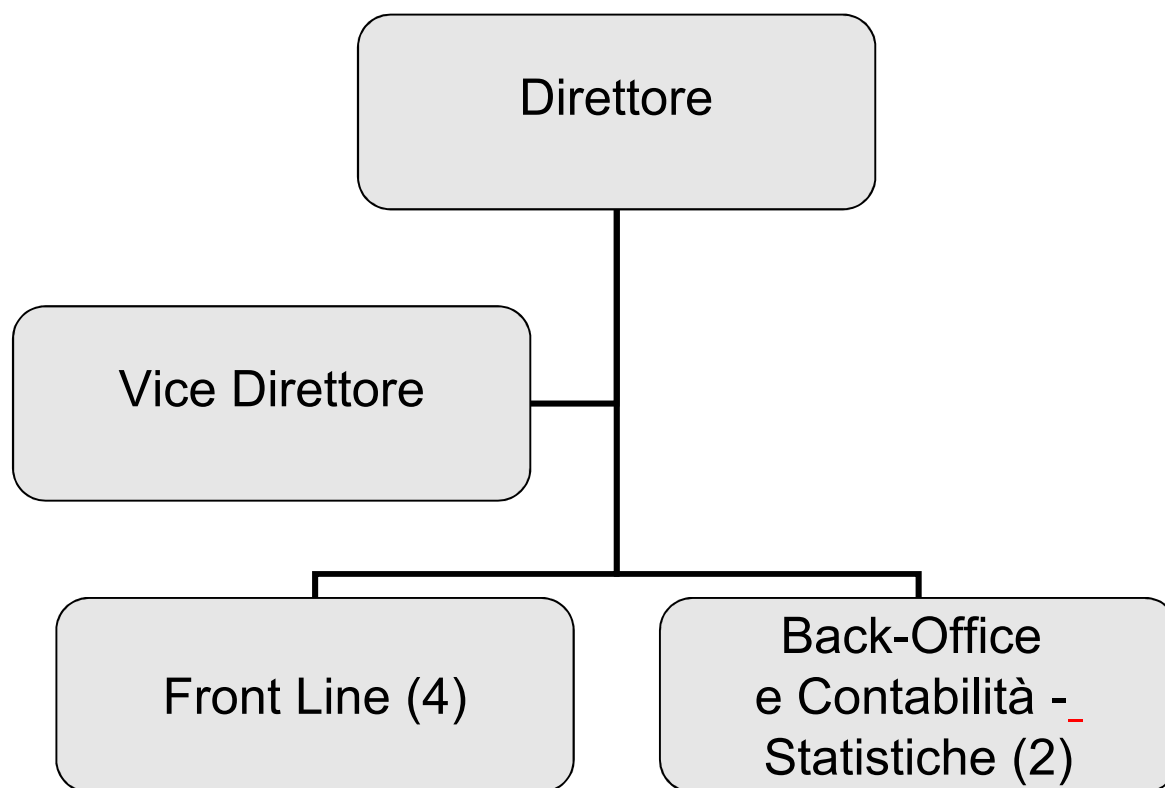 Direttore
Vice Direttore
Front Line (4)
Back-Office
e Contabilità -
Statistiche (2)